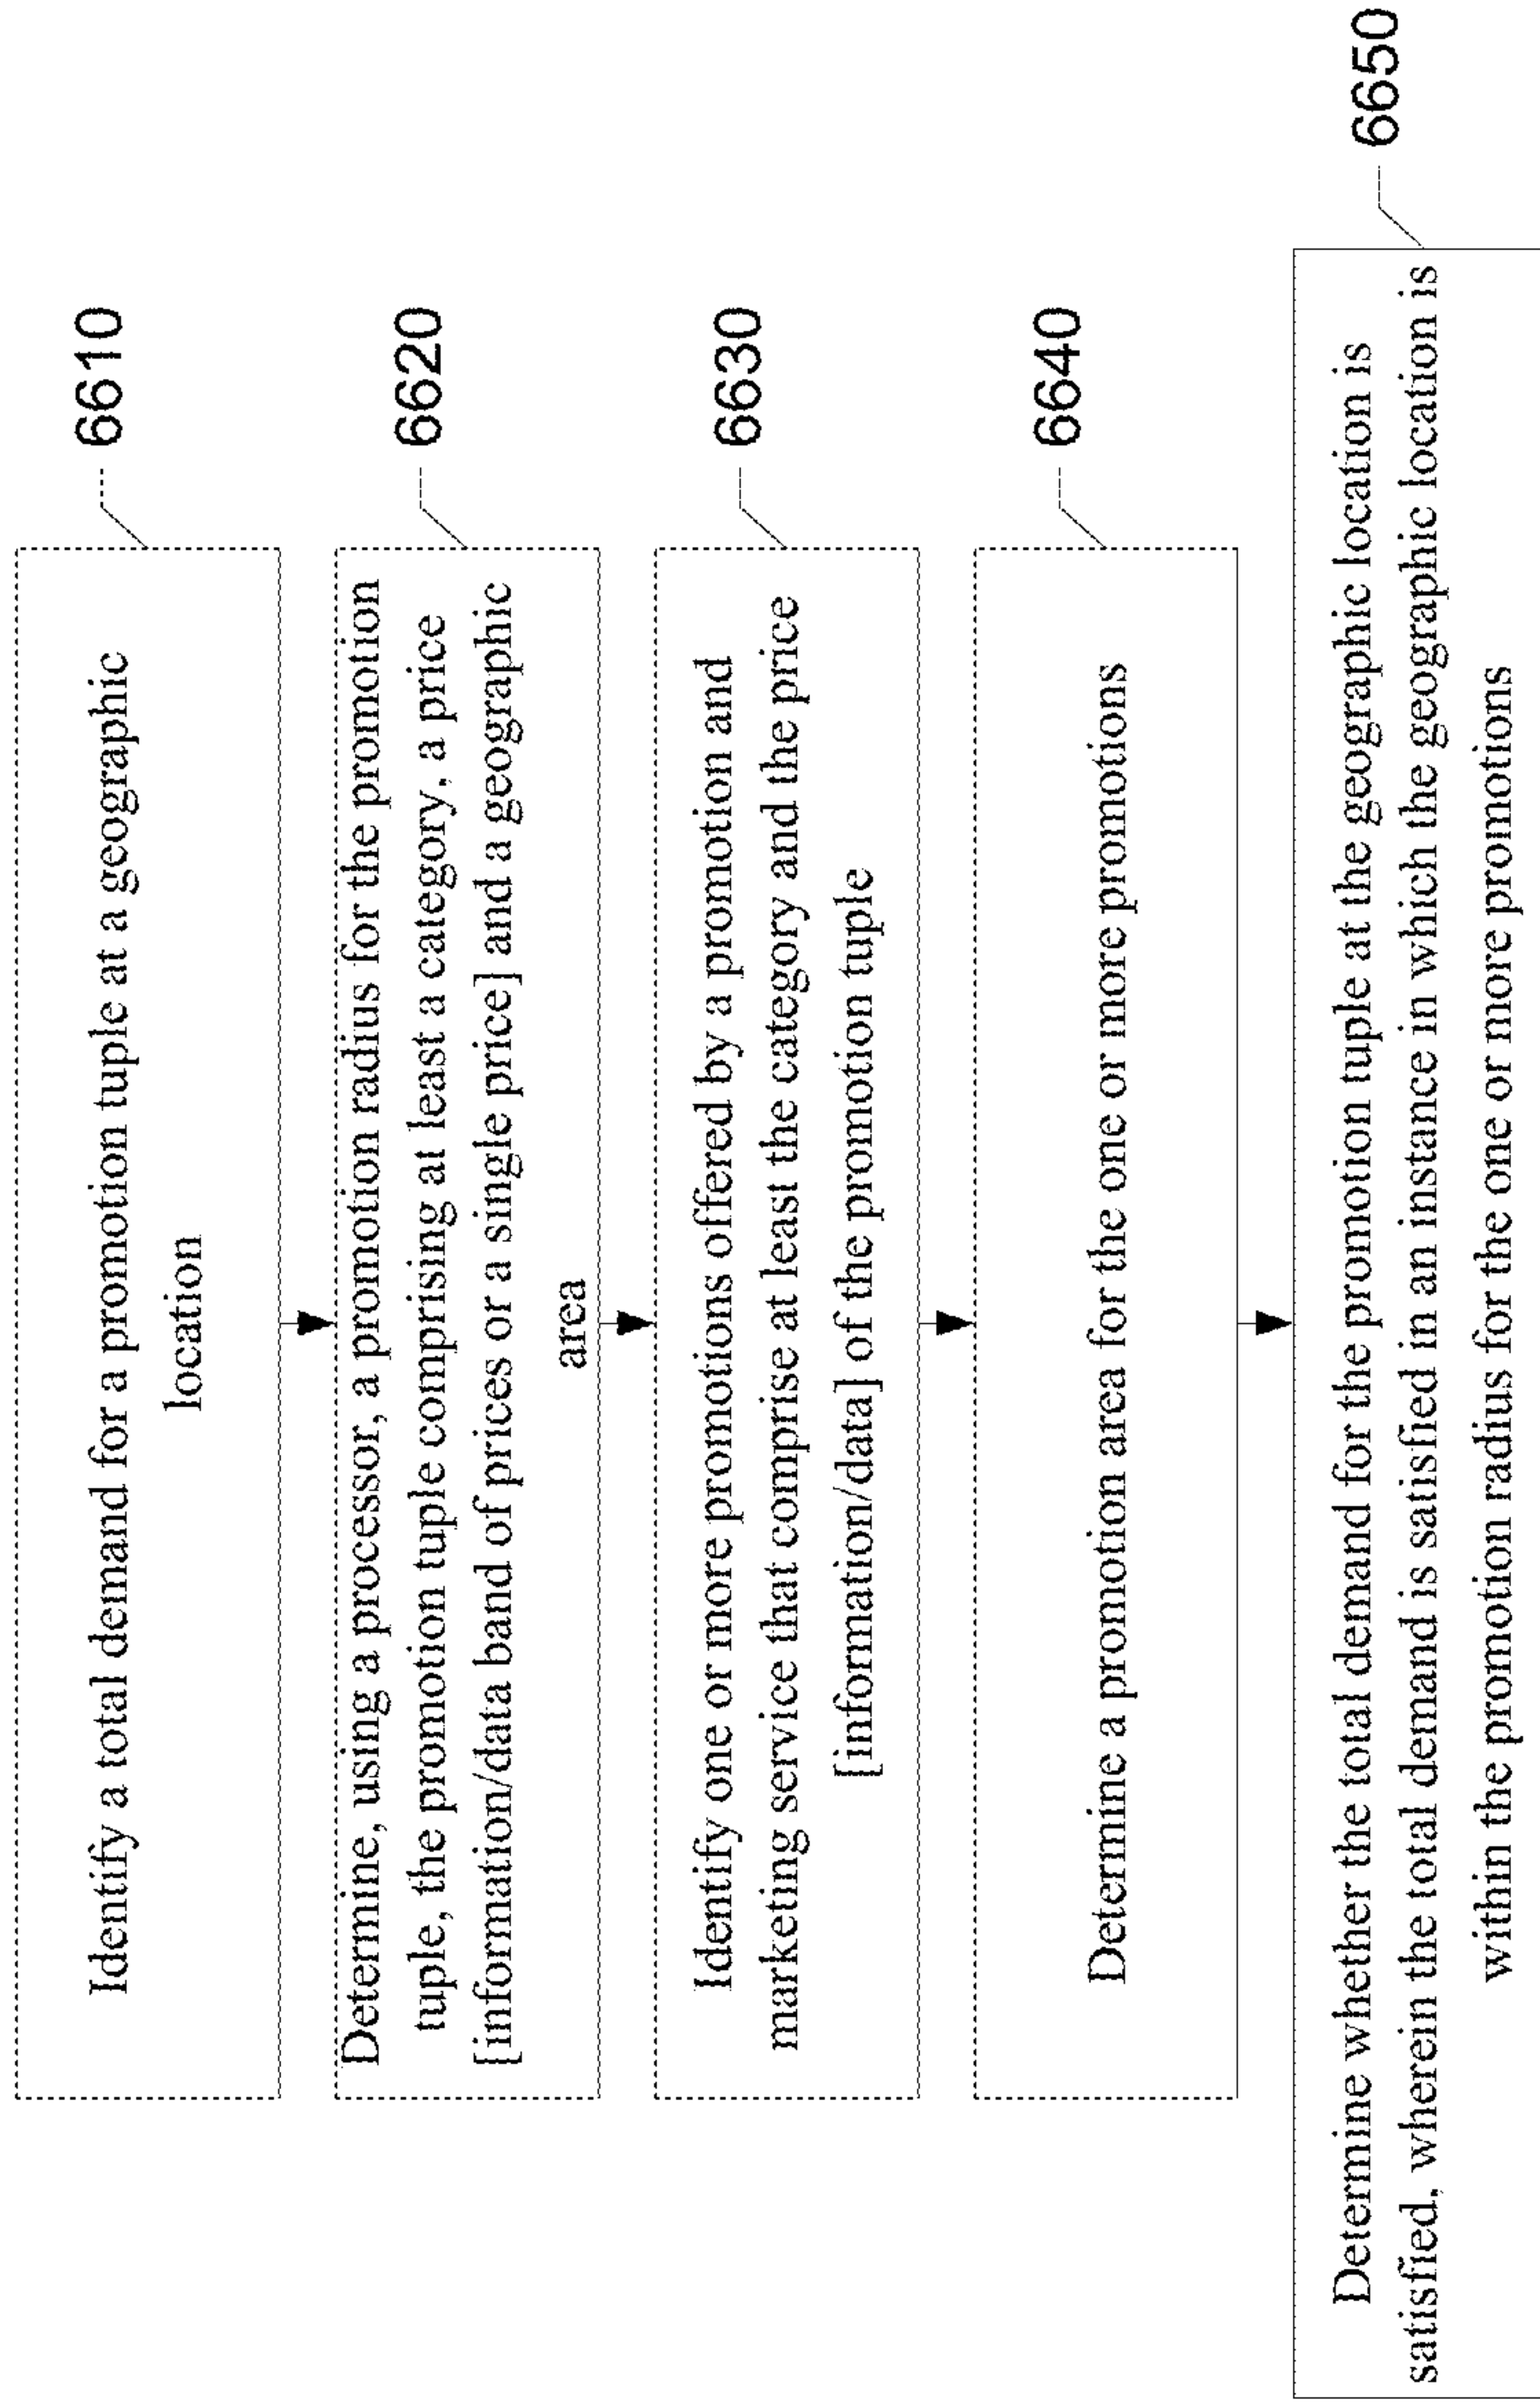 Identify a total demand for a promotion tuple at a geographic
location
6610
Determine, using a processor, a promotion radius for the promotion
tuple, the promotion tuple comprising at least a category, a price
[information/data band of prices or a single price] and a geographic
area
6620
Identify one or more promotions offered by a promotion and
marketing service that comprise at least the category and the price
[information/data] of the promotion tuple
6630
Determine a promotion area for the one or more promotions
6640
Determine whether the total demand for the promotion tuple at the geographic location is
satisfied, wherein the total demand is satisfied in an instance in which the geographic location is
within the promotion radius for the one or more promotions
6650